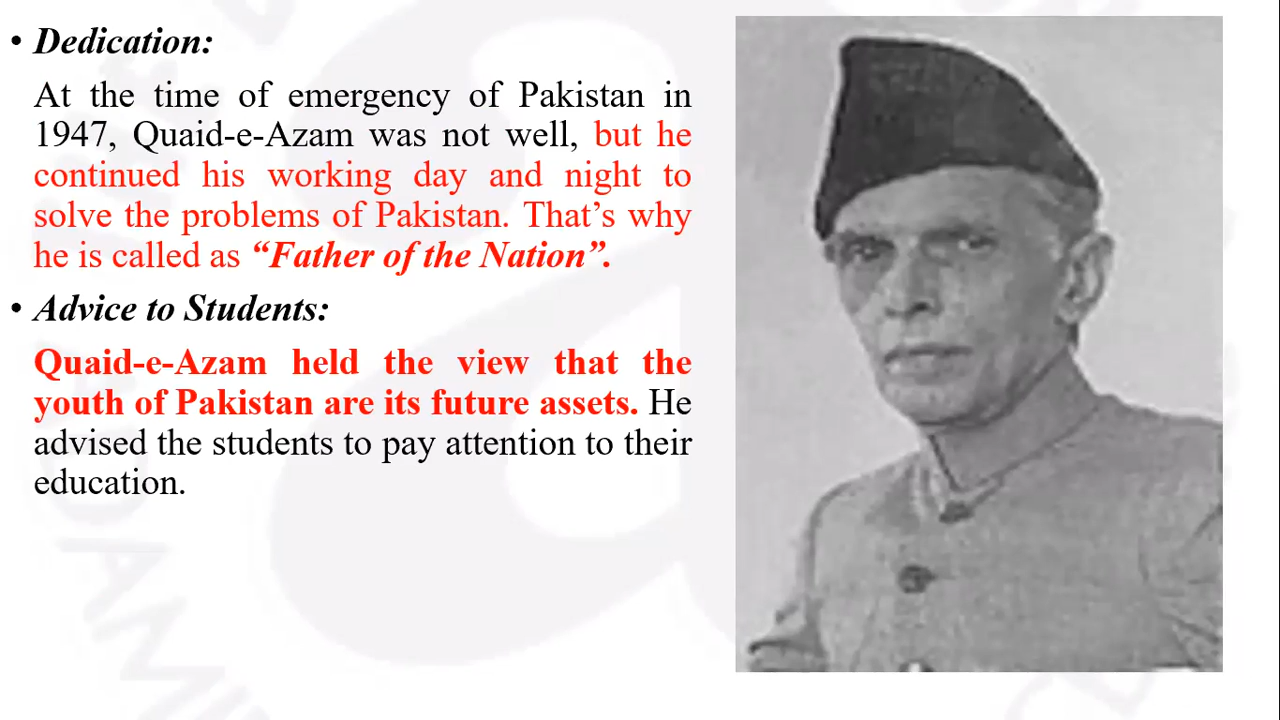 • Dedication:
At the time of emergency of Pakistan in
1947, Quaid-e-Azam was not well, but he
continued his working day and night to
solve the problems of Pakistan. That’s why
he is called as “Father of the Nation”.
• Advice to Students:
Quaid-e-Azam held the view that the
youth of Pakistan are its future assets. He
advised the students to pay attention to their
education.